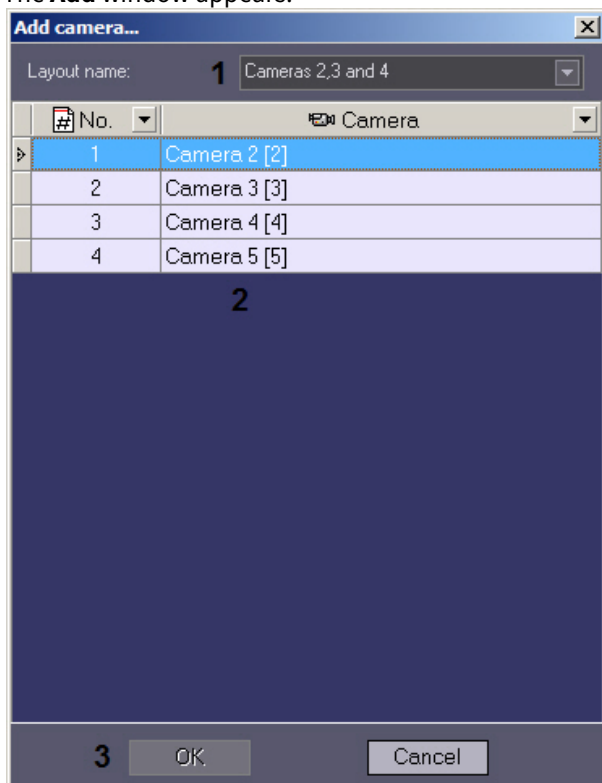 The Add window appears.
Add camera...
Layout name: 1 Cameras 2,3 and 4
# No. Camera
1 Camera 2 [2]
2 Camera 3 [3]
3 Camera 4 [4]
4 Camera 5 [5]
2
3 OK Cancel